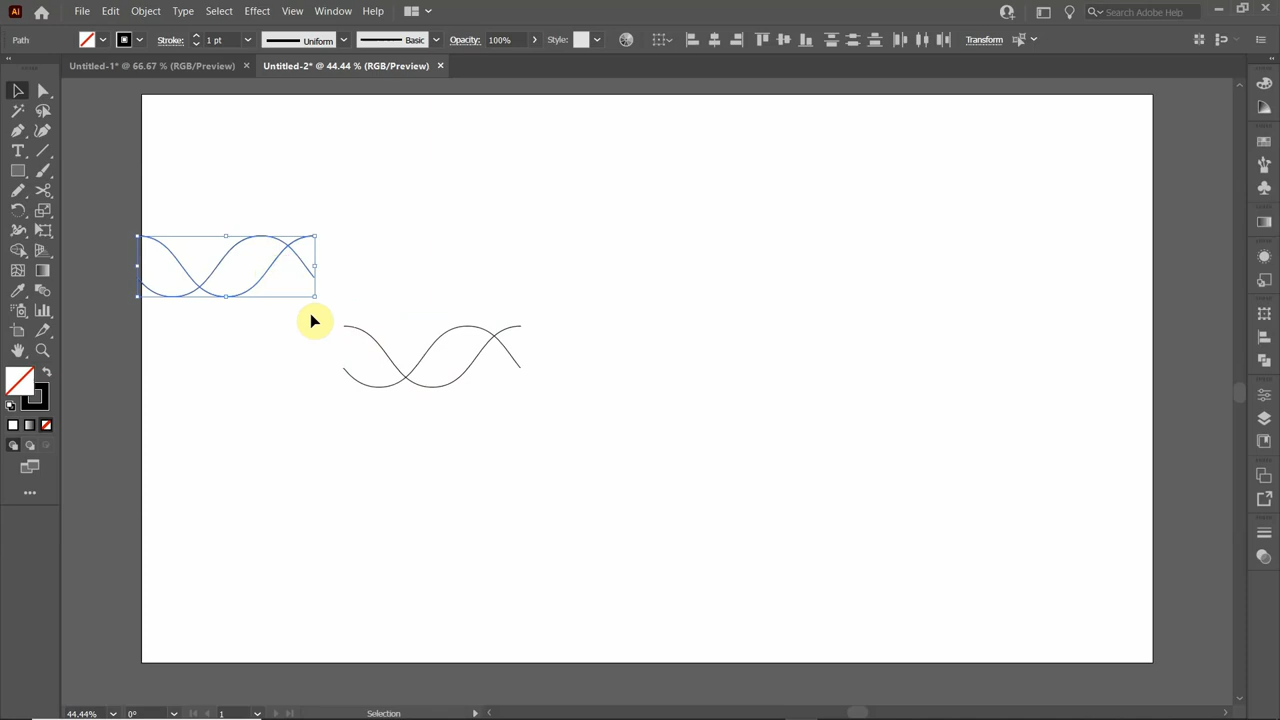 Ai File Edit Object Type Select Effect View Window Help Search Adobe Help
Path Stroke: 1 pt Uniform Basic Opacity: 100% Style: Transform
Untitled-1* @ 66.67 % (RGB/Preview) Untitled-2* @ 44.44 % (RGB/Preview)
44.44% 0° 1 Selection